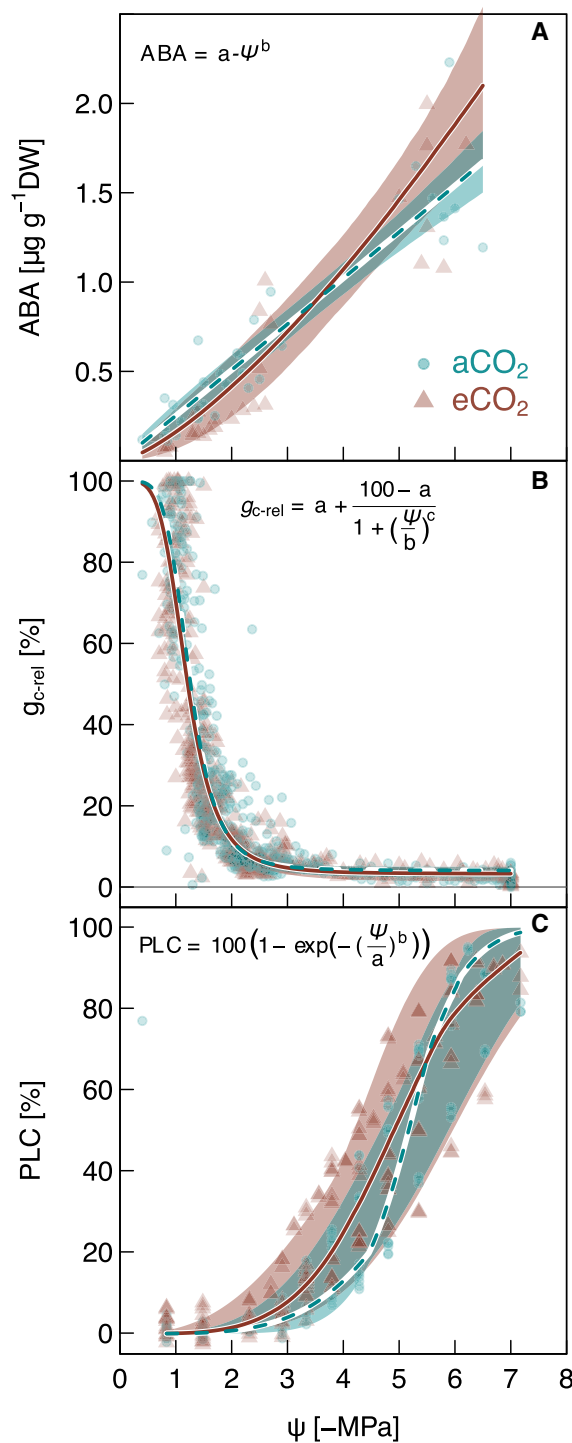 A
ABA = a-Ψᵇ
2.0
1.5
1.0
0.5
ABA [µg g⁻¹DW]
aCO₂
eCO₂
B
g_c-rel = a + (100 − a) / (1 + (Ψ/b)ᶜ)
100
80
60
40
20
0
g_c-rel [%]
C
PLC = 100(1− exp(−(Ψ/a)ᵇ))
100
80
60
40
20
0
PLC [%]
0 1 2 3 4 5 6 7 8
ψ [−MPa]